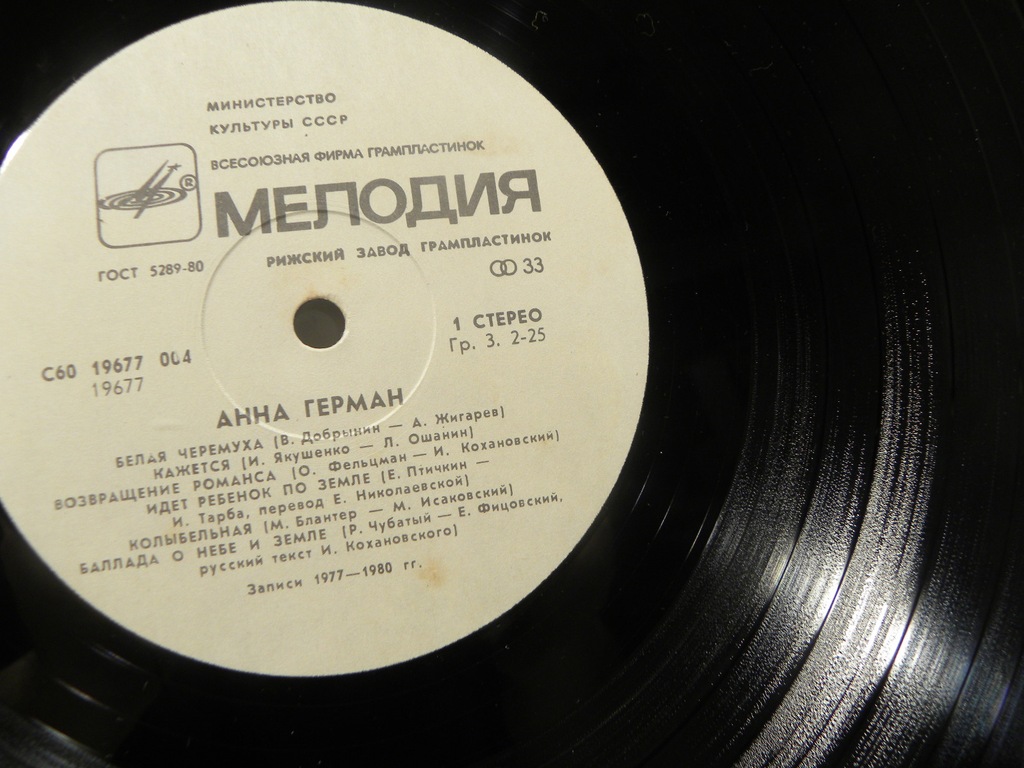 МИНИСТЕРСТВО
КУЛЬТУРЫ СССР
ВСЕСОЮЗНАЯ ФИРМА ГРАМПЛАСТИНОК
МЕЛОДИЯ
®
РИЖСКИЙ ЗАВОД ГРАМПЛАСТИНОК
ГОСТ 5289-80
33
1 СТЕРЕО
Гр. 3. 2-25
С60 19677 004
19677
АННА ГЕРМАН
БЕЛАЯ ЧЕРЕМУХА (В. Добрынин — А. Жигарев)
КАЖЕТСЯ (И. Якушенко — Л. Ошанин)
ВОЗВРАЩЕНИЕ РОМАНСА (О. Фельцман — И. Кохановский)
ИДЕТ РЕБЕНОК ПО ЗЕМЛЕ (Е. Птичкин —
И. Тарба, перевод Е. Николаевской)
КОЛЫБЕЛЬНАЯ (М. Блантер — М. Исаковский)
БАЛЛАДА О НЕБЕ И ЗЕМЛЕ (Р. Чубатый — Е. Фицовский,
русский текст И. Кохановского)
Записи 1977—1980 гг.